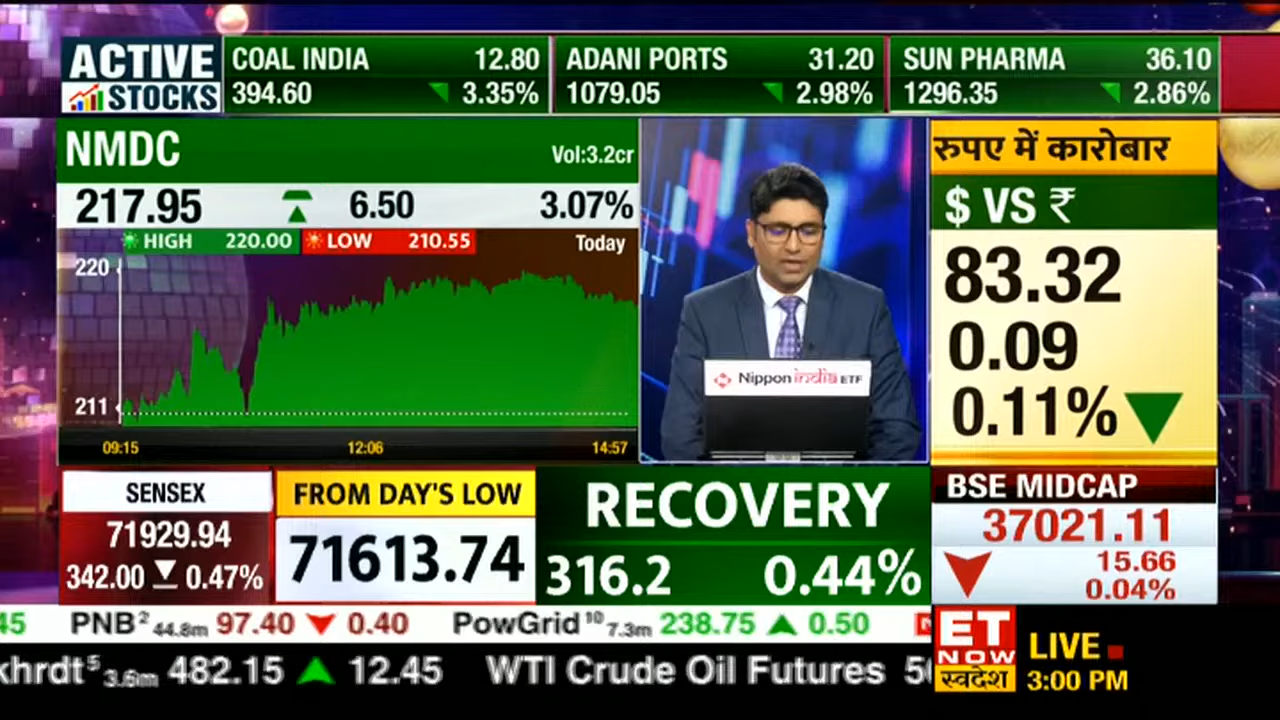 ACTIVE STOCKS
COAL INDIA 12.80
394.60 3.35%
ADANI PORTS 31.20
1079.05 2.98%
SUN PHARMA 36.10
1296.35 2.86%
NMDC Vol:3.2cr
217.95 6.50 3.07%
HIGH 220.00 LOW 210.55 Today
220
211
09:15 12:06 14:57
Nippon india ETF
रुपए में कारोबार
$ VS ₹
83.32
0.09
0.11%
SENSEX
71929.94
342.00 0.47%
FROM DAY'S LOW
71613.74
RECOVERY
316.2 0.44%
BSE MIDCAP
37021.11
15.66
0.04%
45 PNB² 44.8m 97.40 0.40 PowGrid¹⁰ 7.3m 238.75 0.50
khrdt⁵ 3.6m 482.15 12.45 WTI Crude Oil Futures
ET
NOW
स्वदेश
LIVE
3:00 PM